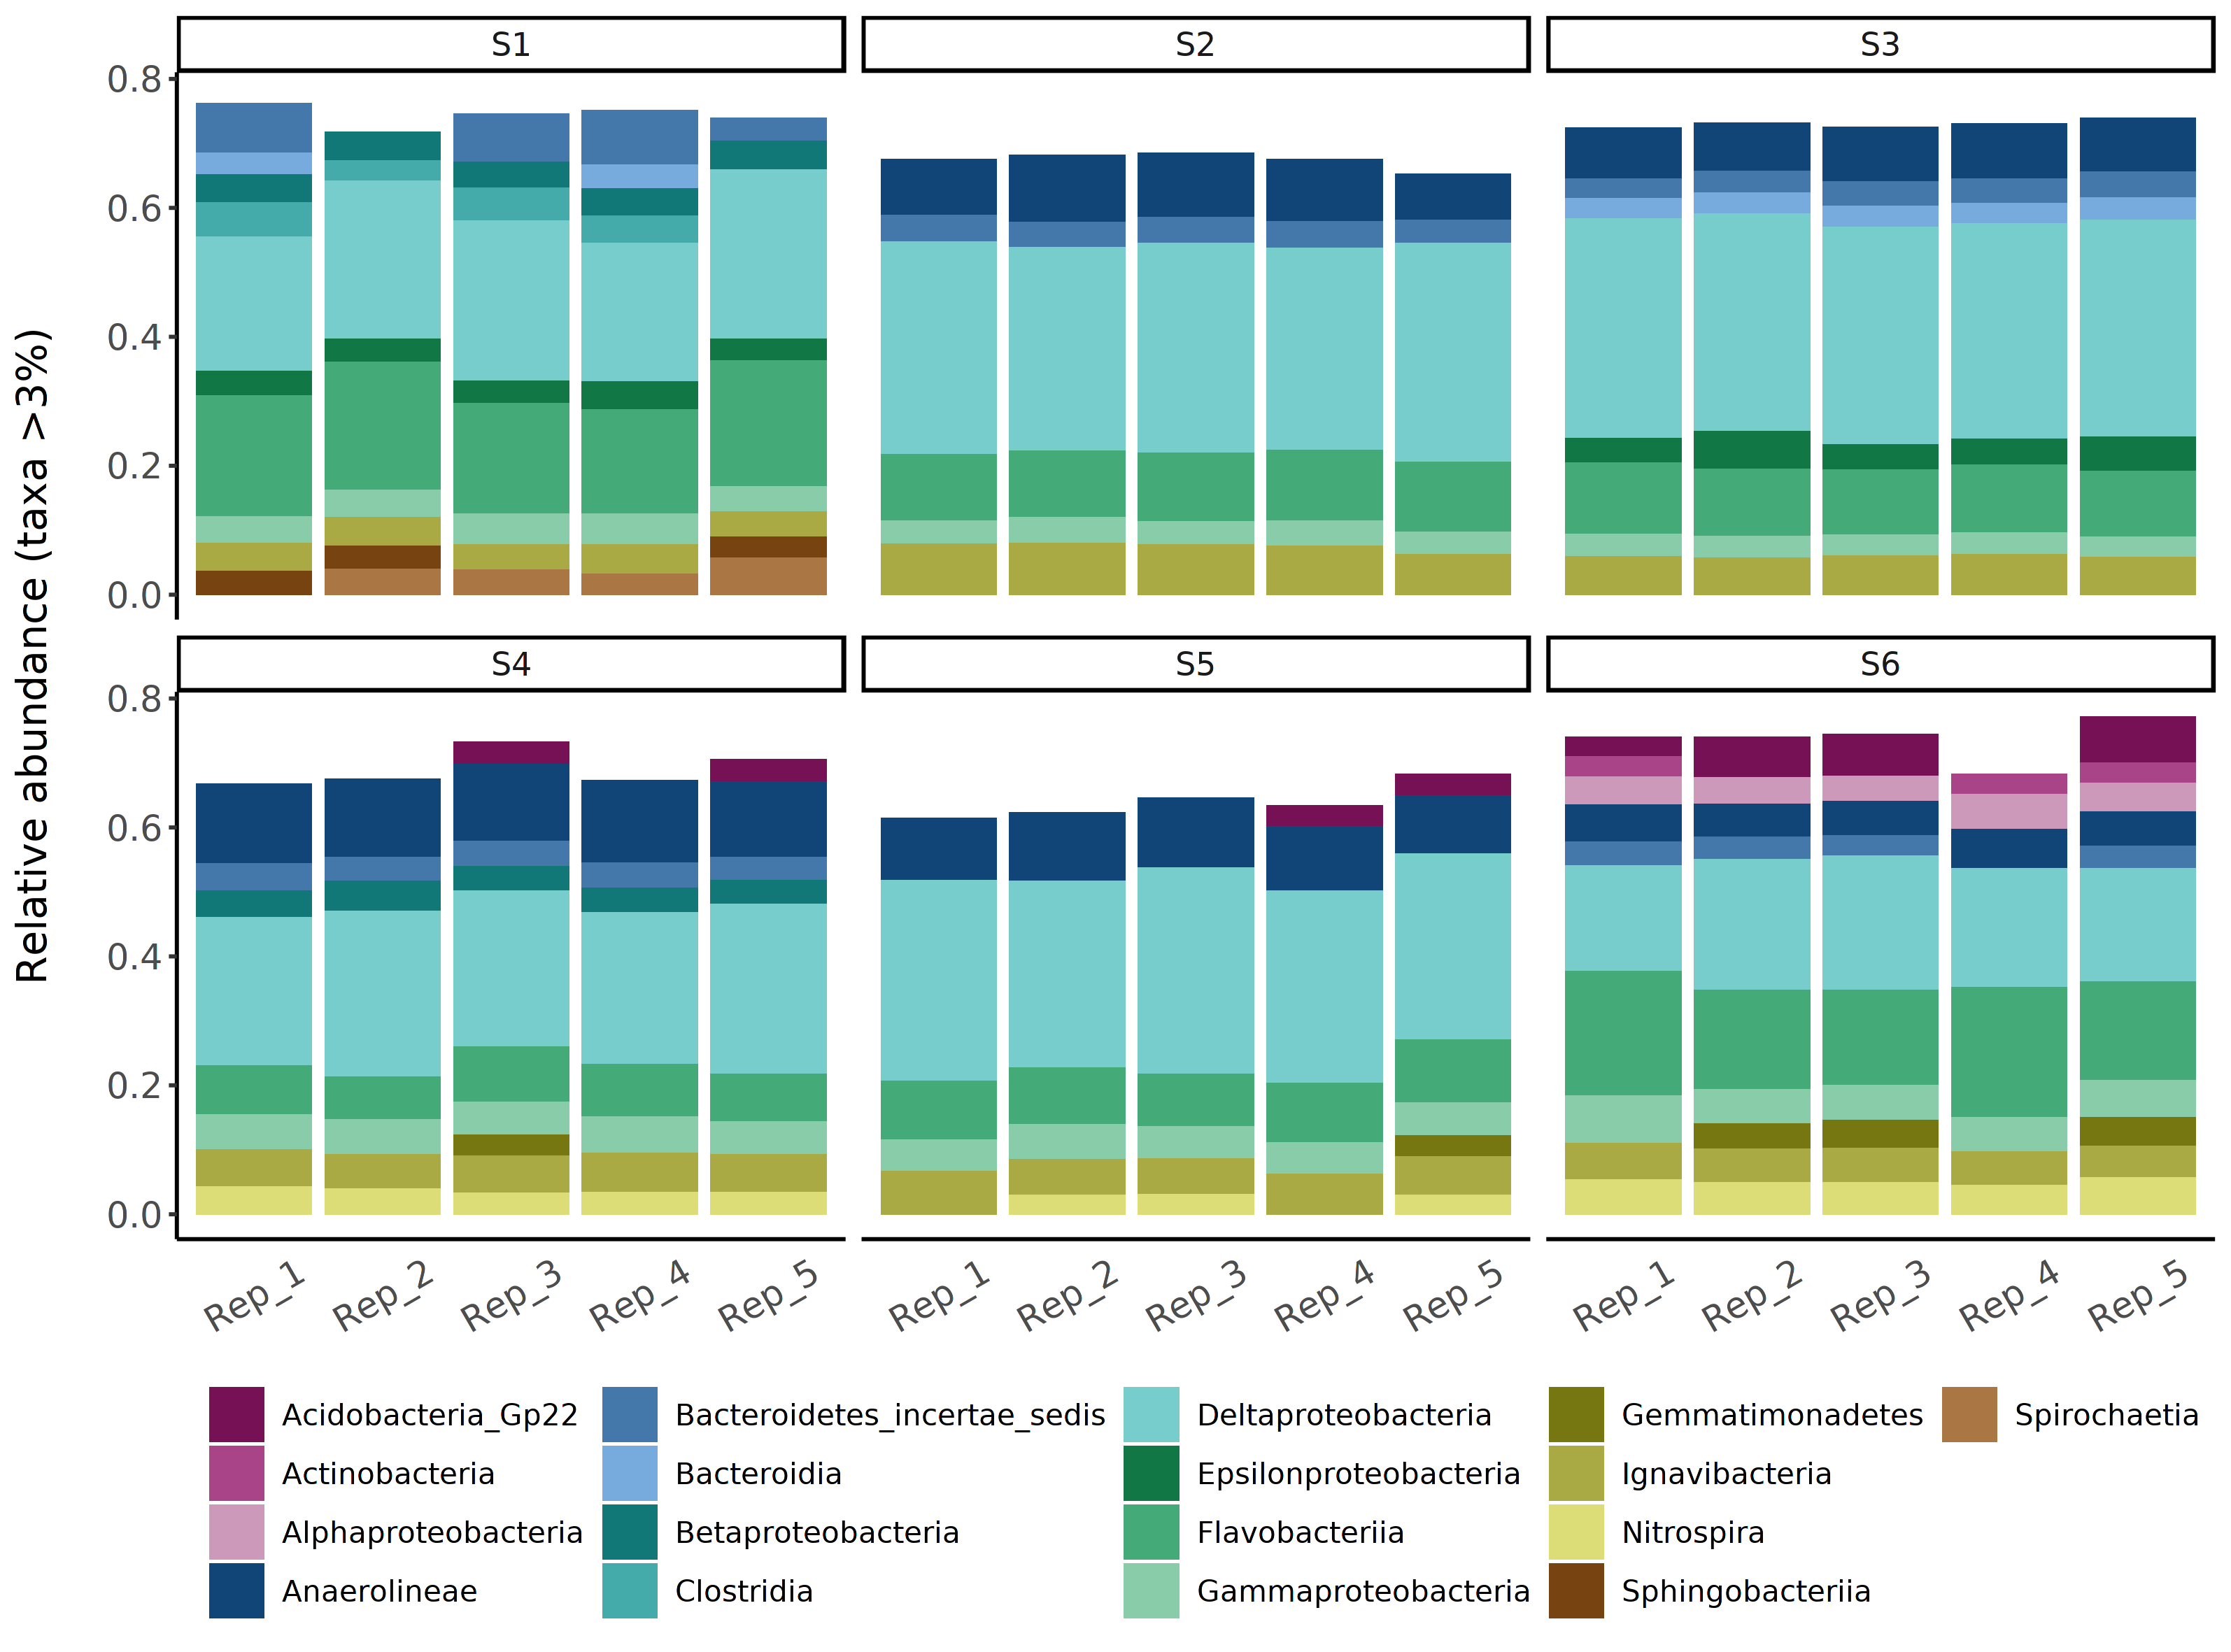 Relative abundance (taxa >3%)
S1
S2
S3
0.8
0.6
0.4
0.2
0.0
S4
S5
S6
0.8
0.6
0.4
0.2
0.0
Rep_1 Rep_2 Rep_3 Rep_4 Rep_5 Rep_1 Rep_2 Rep_3 Rep_4 Rep_5 Rep_1 Rep_2 Rep_3 Rep_4 Rep_5
Acidobacteria_Gp22
Actinobacteria
Alphaproteobacteria
Anaerolineae
Bacteroidetes_incertae_sedis
Bacteroidia
Betaproteobacteria
Clostridia
Deltaproteobacteria
Epsilonproteobacteria
Flavobacteriia
Gammaproteobacteria
Gemmatimonadetes
Ignavibacteria
Nitrospira
Sphingobacteriia
Spirochaetia